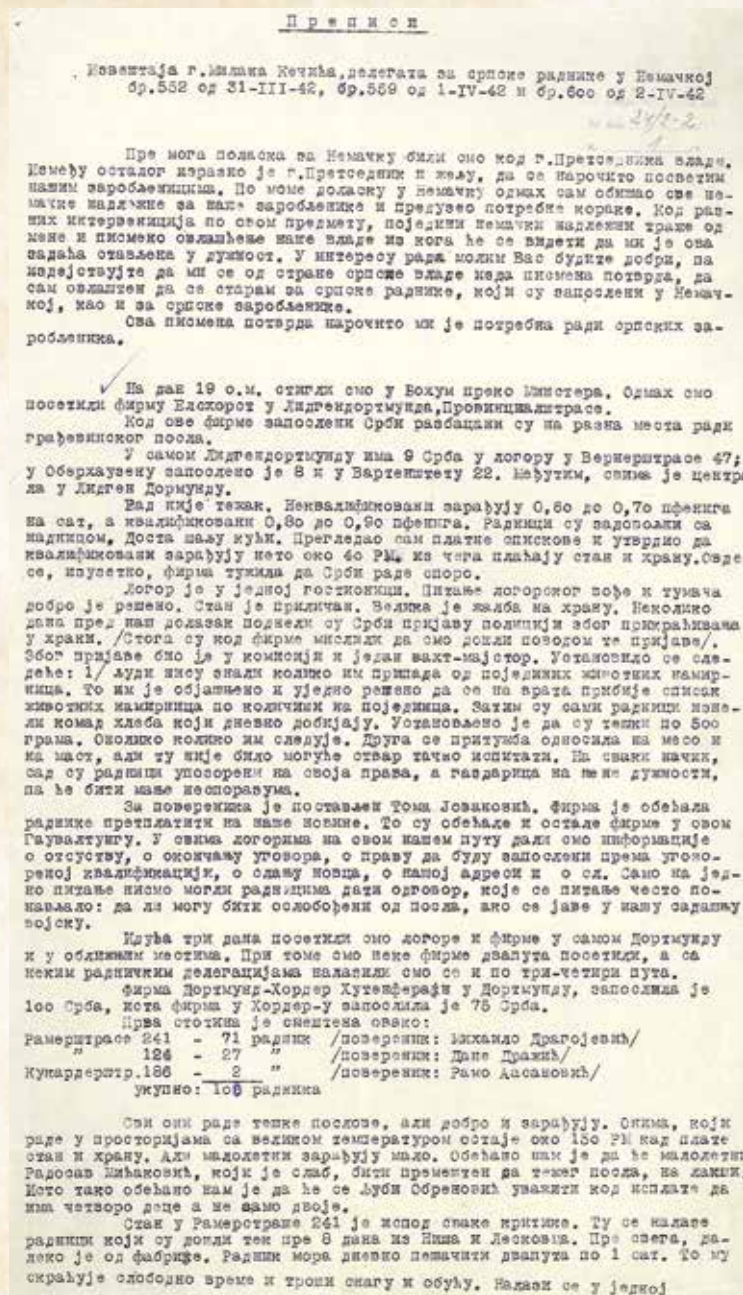 Преписи
Извештаја г.Милана Кечића,делегата за српске раднике у Немачкој
бр.552 од 31-III-42, бр.559 од 1-IV-42 и бр.600 од 2-IV-42
Пре мога поласка за Немачку били смо код г.Претседника владе.
Између осталог изразио је г.Претседник и жељу, да се нарочито посветим
нашим заробљеницима. По моме доласку у Немачку одмах сам обишао све не-
мачке надлежне за наше заробљенике и предузео потребне кораке. Код раз-
них интервениција по овом предмету, поједини немачки надлежни траже од
мене и писмено овлашћење наше владе из кога ће се видети да ми је ова
задаћа стављена у дужност. У интересу рада молим Вас будите добри, па
издејствујте да ми се од стране српске владе изда писмена потврда, да
сам овлаштен да се старам за српске раднике, који су запослени у Немач-
кој, као и за српске заробљенике.
Ова писмена потврда нарочито ми је потребна ради српских за-
робљеника.
На дан 19 о.м. стигли смо у Бохум преко Минстера. Одмах смо
посетили фирму Елсхорст у Лидгендортмунда,Провинциалштрасе.
Код ове фирме запослени Срби разбацани су на разна места ради
грађевинског посла.
У самом Лидгендортмунду има 9 Срба у логору у Вернерштрасе 47;
у Оберхаузену запослено је 8 и у Вартенштету 22. Међутим, свима је центра
ла у Лидген Дормунду.
Рад није тежак. Неквалификовани зарађују 0,60 до 0,70 пфенига
на сат, а квалификовани 0,80 до 0,90 пфенига. Радници су задовољни са
надницом. Доста шаљу кући. Прегледао сам платне спискове и утврдио да
квалификовани зарађују нето око 40 РМ. из чега плаћају стан и храну.Овде
се, изузетно, фирма тужила да Срби раде споро.
Логор је у једној гостионици. Питање логорског вође и тумача
добро је решено. Стан је приличан. Велика је жалба на храну. Неколико
дана пред наш долазак поднели су Срби пријаву полицији због прикраћивања
у храни. /Стога су код фирме мислили да смо дошли поводом те пријаве/.
Због пријаве био је у комисији и један вахт-мајстор. Установило се сле-
деће: 1/ људи нису знали колико им припада од појединих животних намир-
ница. То им је објашњено и уједно решено да се на врата прибије списак
животних намирница по количини на појединца. Затим су сами радници изне-
ли комад хлеба који дневно добијају. Установљено је да су тешки по 500
грама. Околико колико им следује. Друга се притужба односила на месо и
на маст, али ту није било могуће ствар тачно испитати. На сваки начин,
сад су радници упозорени на своја права, а газдарица на њене дужности,
па ће бити мање неспоразума.
За повереника је постављен Тома Јовановић. Фирма је обећала
раднике претплатити на наше новине. То су обећале и остале фирме у овом
Гаувалтунгу. У свима логорима на овом нашем путу дали смо информације
о отсуству, о окончању уговора, о праву да буду запослени према угово-
реној квалификацији, о слању новца, о нашој адреси и о сл. Само на јед-
но питање нисмо могли радницима дати одговор, које се питање често по-
нављало: да ли могу бити ослобођени од посла, ако се јаве у нашу садашњу
војску.
Идућа три дана посетили смо логоре и фирме у самом Дортмунду
и у оближњим местима. При томе смо неке фирме двапута посетили, а са
неким радничким делегацијама налазили смо се и по три-четири пута.
Фирма Дортмунд-Хордер Хутенферајн у Дортмунду, запослила је
100 Срба, иста фирма у Хордер-у запослила је 75 Срба.
Прва стотина је смештена овако:
Рамерштрасе 241 - 71 радник /повереник: Михаило Драгојевић/
" 124 - 27 " /повереник: Дане Дражић/
Кукардерштр.186 - 2 " /повереник: Рамо Хасановић/
укупно: 100 радника
Сви они раде тешке послове, али добро и зарађују. Онима, који
раде у просторијама са великом температуром остаје око 150 РМ кад плате
стан и храну. Али малолетни зарађују мало. Обећано нам је да ће малолетни
Радосав Мићаковић, који је слаб, бити премештен са тежег посла, на лакши.
Исто тако обећано нам је да ће се Љуби Обреновић уважити код исплате да
има четворо деце а не само двоје.
Стан у Рамерстрасе 241 је испод сваке критике. Ту се налазе
радници који су дошли тек пре 8 дана из Ниша и Лесковца. Пре свега, да-
леко је од фабрике. Радник мора дневно пешачити двапута по 1 сат. То му
скраћује слободно време и троши снагу и обућу. Налази се у једној